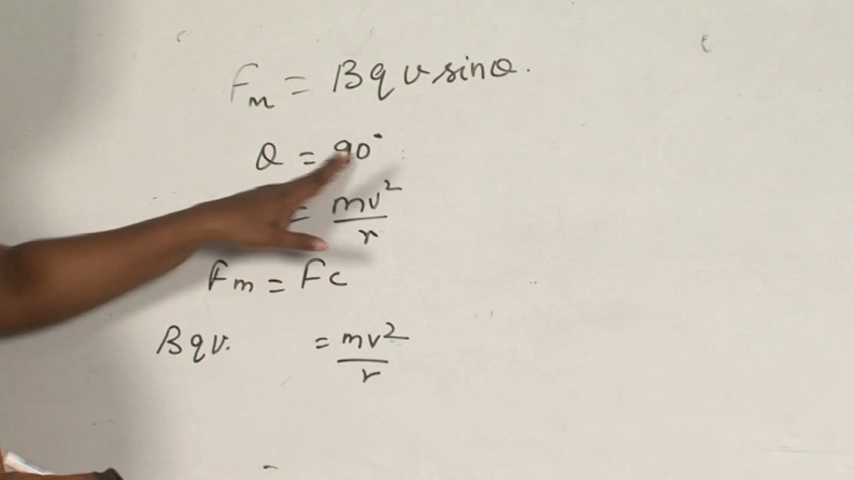 Fm = Bqv sinθ.
θ = 90°
= mv²/r
Fm = Fc
Bqv. = mv²/r